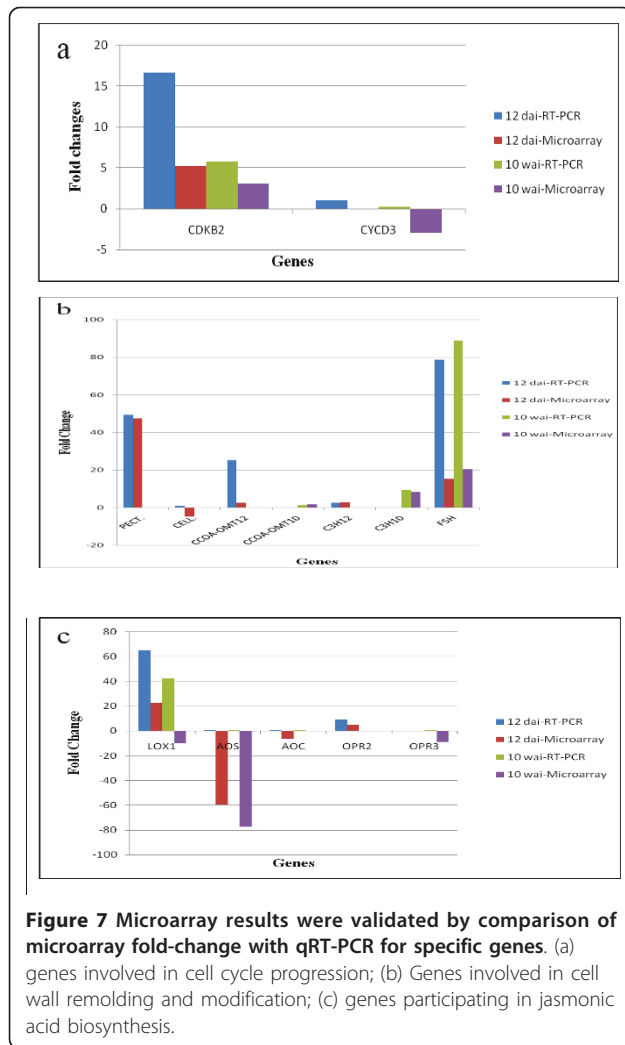 a
20
15
10
5
0
-5
Fold changes
CDKB2
CYCD3
Genes
12 dai-RT-PCR
12 dai-Microarray
10 wai-RT-PCR
10 wai-Microarray
b
100
80
60
40
20
0
-20
Fold Change
PECT.
CELL.
CCOA-OMT12
CCOA-OMT10
C3H12
C3H10
F5H
Genes
12 dai-RT-PCR
12 dai-Microarray
10 wai-RT-PCR
10 wai-Microarray
c
80
60
40
20
0
-20
-40
-60
-80
-100
Fold Change
LOX1
AOS
AOC
OPR2
OPR3
Genes
12 dai-RT-PCR
12 dai-Microarray
10 wai-RT-PCR
10 wai-Microarray
Figure 7 Microarray results were validated by comparison of
microarray fold-change with qRT-PCR for specific genes. (a)
genes involved in cell cycle progression; (b) Genes involved in cell
wall remolding and modification; (c) genes participating in jasmonic
acid biosynthesis.